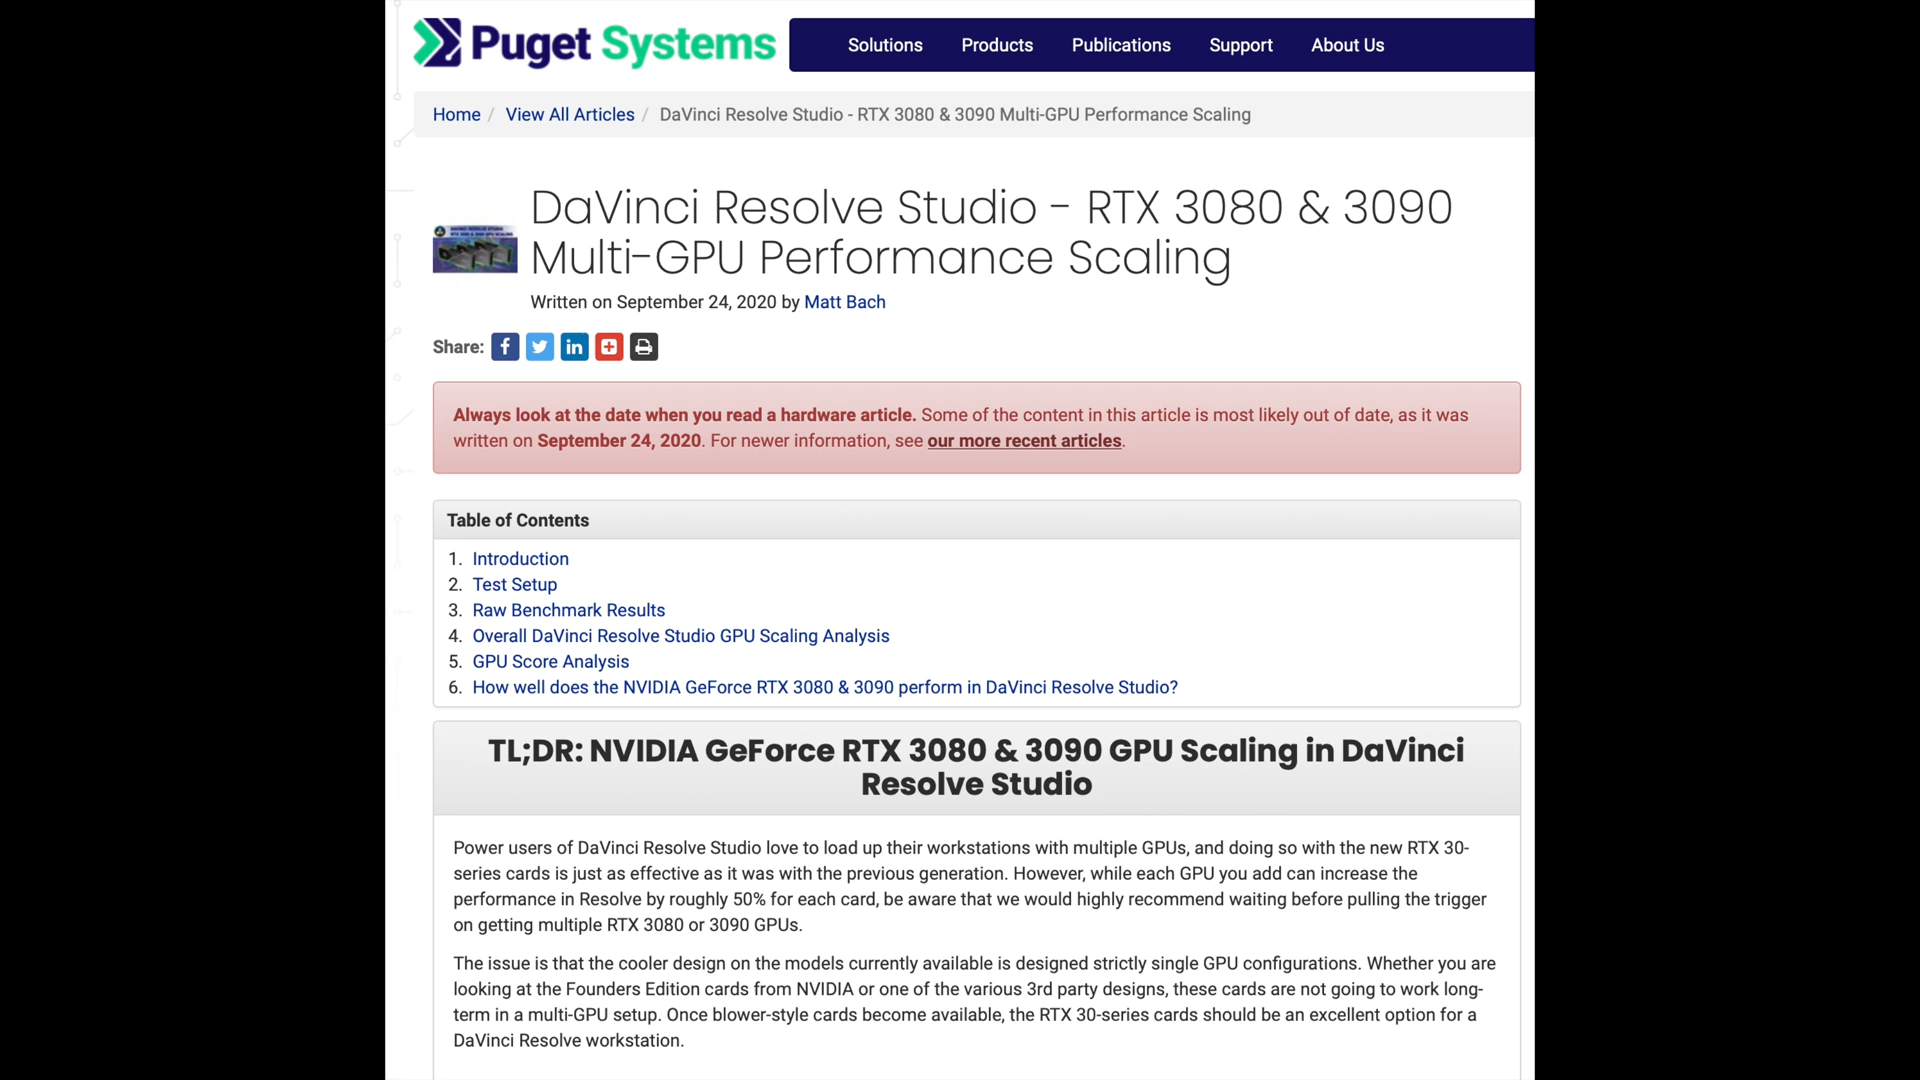 Puget Systems
Solutions Products Publications Support About Us
Home / View All Articles / DaVinci Resolve Studio - RTX 3080 & 3090 Multi-GPU Performance Scaling
DaVinci Resolve Studio - RTX 3080 & 3090
Multi-GPU Performance Scaling
Written on September 24, 2020 by Matt Bach
Share:
Always look at the date when you read a hardware article. Some of the content in this article is most likely out of date, as it was
written on September 24, 2020. For newer information, see our more recent articles.
Table of Contents
1. Introduction
2. Test Setup
3. Raw Benchmark Results
4. Overall DaVinci Resolve Studio GPU Scaling Analysis
5. GPU Score Analysis
6. How well does the NVIDIA GeForce RTX 3080 & 3090 perform in DaVinci Resolve Studio?
TL;DR: NVIDIA GeForce RTX 3080 & 3090 GPU Scaling in DaVinci
Resolve Studio
Power users of DaVinci Resolve Studio love to load up their workstations with multiple GPUs, and doing so with the new RTX 30-
series cards is just as effective as it was with the previous generation. However, while each GPU you add can increase the
performance in Resolve by roughly 50% for each card, be aware that we would highly recommend waiting before pulling the trigger
on getting multiple RTX 3080 or 3090 GPUs.
The issue is that the cooler design on the models currently available is designed strictly single GPU configurations. Whether you are
looking at the Founders Edition cards from NVIDIA or one of the various 3rd party designs, these cards are not going to work long-
term in a multi-GPU setup. Once blower-style cards become available, the RTX 30-series cards should be an excellent option for a
DaVinci Resolve workstation.